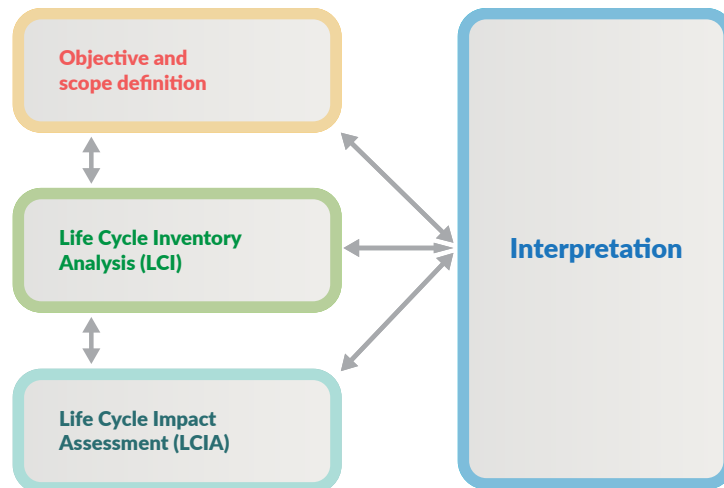 Objective and
scope definition
Life Cycle Inventory
Analysis (LCI)
Interpretation
Life Cycle Impact
Assessment (LCIA)